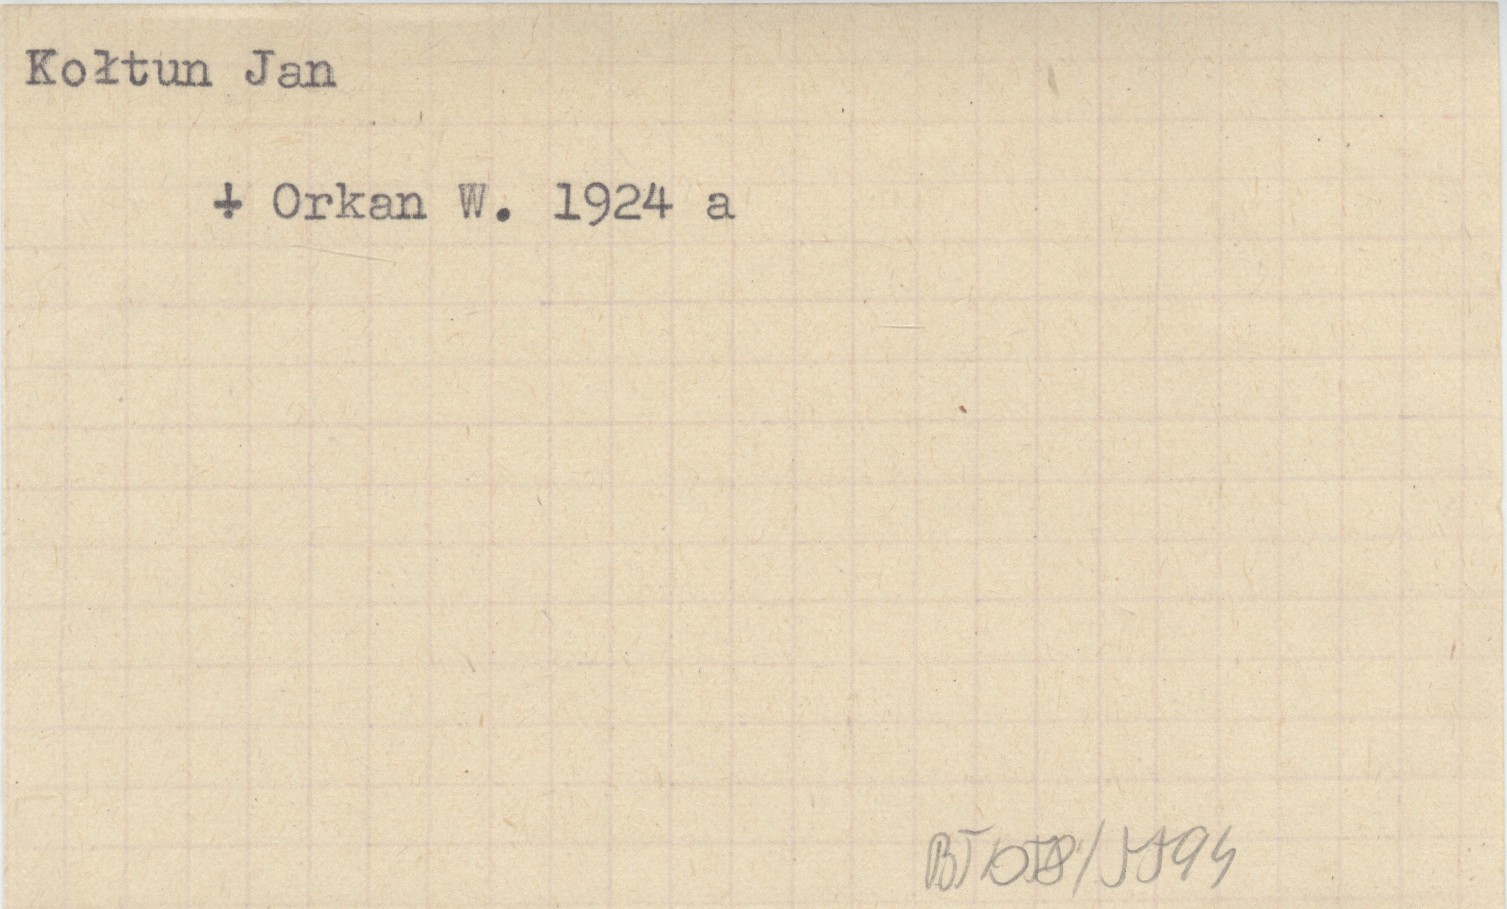 Kołtun Jan
⸸ Orkan W. 1924 a